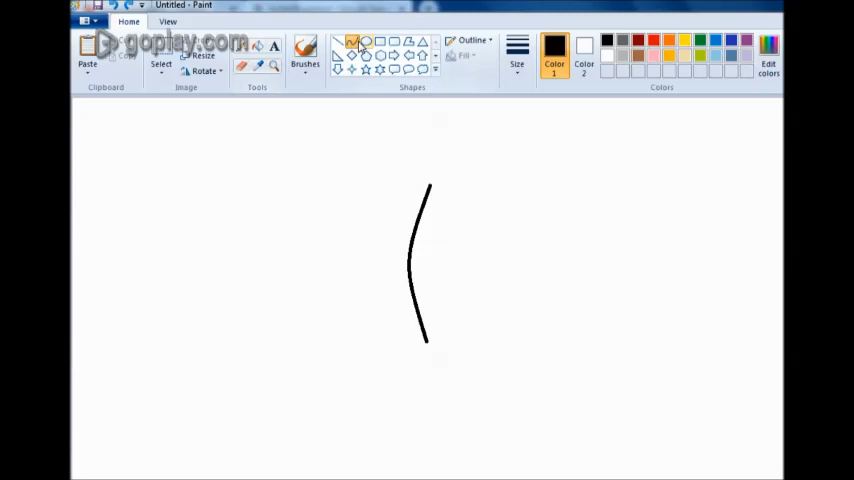 Untitled - Paint
Home
View
goplay.com
Paste
Copy
Select
Resize
Rotate
Brushes
Outline
Fill
Size
Color 1
Color 2
Edit colors
Clipboard
Image
Tools
Shapes
Colors